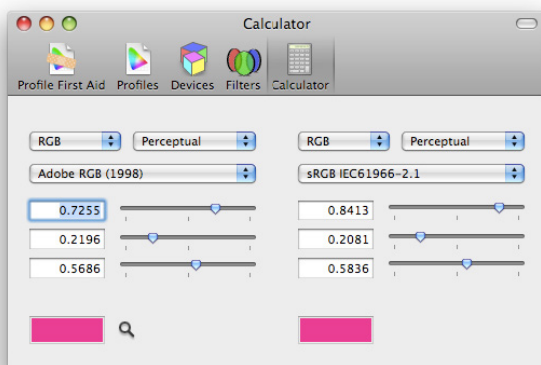 Calculator
Profile First Aid Profiles Devices Filters Calculator
RGB Perceptual RGB Perceptual
Adobe RGB (1998) sRGB IEC61966-2.1
0.7255 0.8413
0.2196 0.2081
0.5686 0.5836